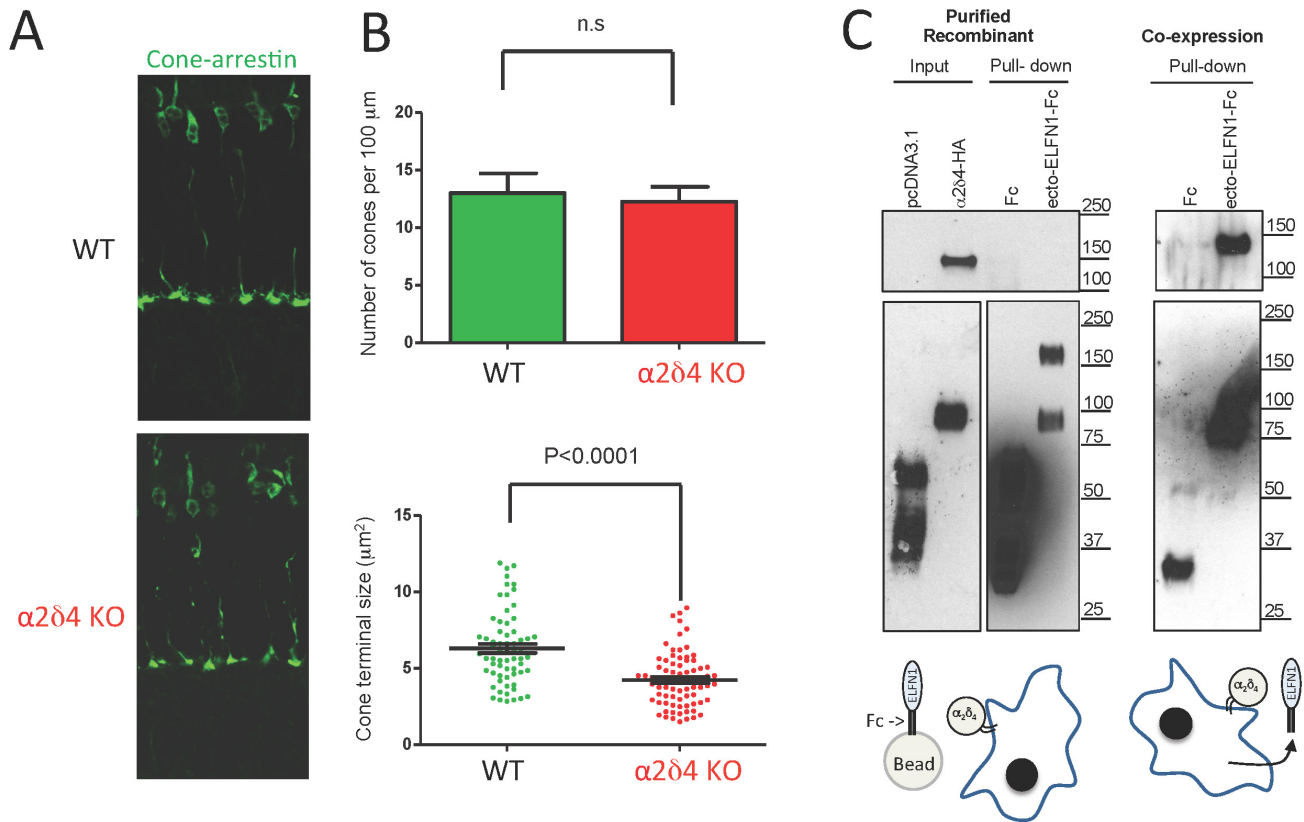 A
Cone-arrestin
WT
α2δ4 KO
B
n.s
Number of cones per 100 μm
20
15
10
5
0
WT
α2δ4 KO
P<0.0001
Cone terminal size (μm²)
15
10
5
0
WT
α2δ4 KO
C
Purified
Recombinant
Input
Pull- down
pcDNA3.1
α2δ4-HA
Fc
ecto-ELFN1-Fc
250
150
100
250
150
100
75
50
37
25
Co-expression
Pull-down
Fc
ecto-ELFN1-Fc
150
100
250
150
100
75
50
37
25
ELFN1
Fc ->
Bead
α₂δ₄
α₂δ₄
ELFN1